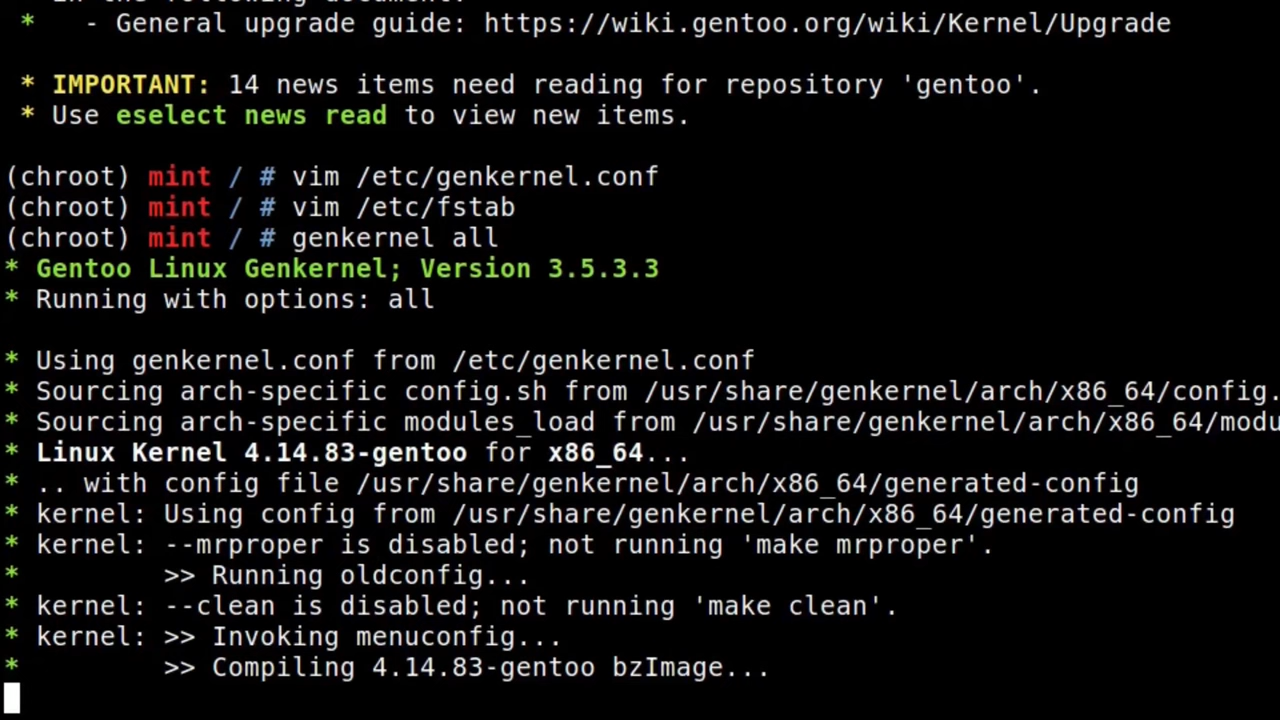 in the following document:
*   - General upgrade guide: https://wiki.gentoo.org/wiki/Kernel/Upgrade
* IMPORTANT: 14 news items need reading for repository 'gentoo'.
* Use eselect news read to view new items.
(chroot) mint / # vim /etc/genkernel.conf
(chroot) mint / # vim /etc/fstab
(chroot) mint / # genkernel all
* Gentoo Linux Genkernel; Version 3.5.3.3
* Running with options: all
* Using genkernel.conf from /etc/genkernel.conf
* Sourcing arch-specific config.sh from /usr/share/genkernel/arch/x86_64/config.
* Sourcing arch-specific modules_load from /usr/share/genkernel/arch/x86_64/modu
* Linux Kernel 4.14.83-gentoo for x86_64...
* .. with config file /usr/share/genkernel/arch/x86_64/generated-config
* kernel: Using config from /usr/share/genkernel/arch/x86_64/generated-config
* kernel: --mrproper is disabled; not running 'make mrproper'.
*         >> Running oldconfig...
* kernel: --clean is disabled; not running 'make clean'.
* kernel: >> Invoking menuconfig...
*         >> Compiling 4.14.83-gentoo bzImage...